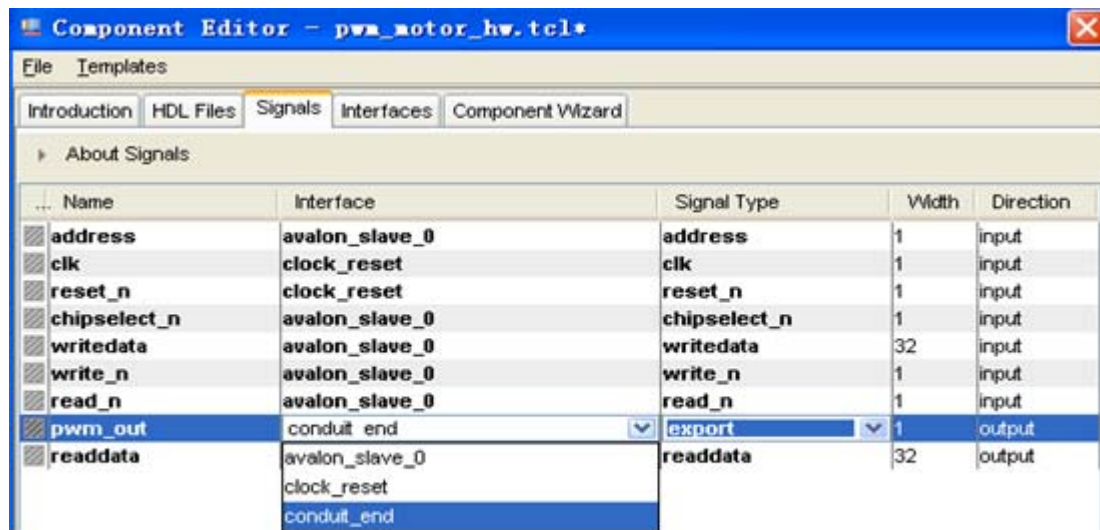 Component Editor - pwm_motor_hw.tcl*
File Templates
Introduction HDL Files Signals Interfaces Component Wizard
About Signals
... Name Interface Signal Type Width Direction
address avalon_slave_0 address 1 input
clk clock_reset clk 1 input
reset_n clock_reset reset_n 1 input
chipselect_n avalon_slave_0 chipselect_n 1 input
writedata avalon_slave_0 writedata 32 input
write_n avalon_slave_0 write_n 1 input
read_n avalon_slave_0 read_n 1 input
pwm_out conduit_end export 1 output
readdata avalon_slave_0 readdata 32 output
clock_reset
conduit_end